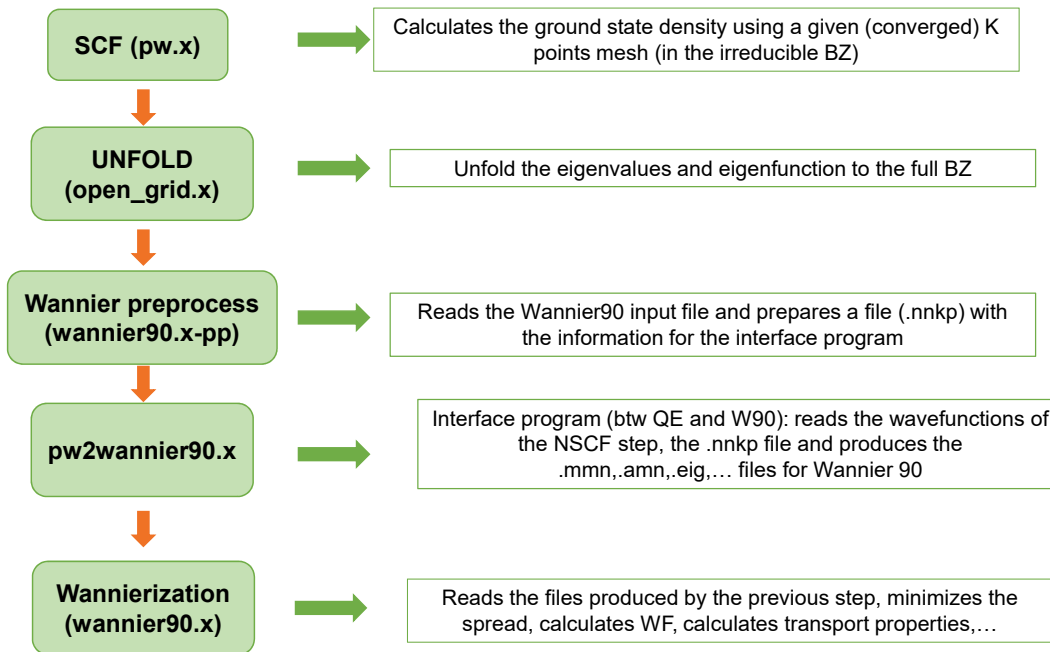 SCF (pw.x)
Calculates the ground state density using a given (converged) K
points mesh (in the irreducible BZ)
UNFOLD
(open_grid.x)
Unfold the eigenvalues and eigenfunction to the full BZ
Wannier preprocess
(wannier90.x-pp)
Reads the Wannier90 input file and prepares a file (.nnkp) with
the information for the interface program
pw2wannier90.x
Interface program (btw QE and W90): reads the wavefunctions of
the NSCF step, the .nnkp file and produces the
.mmn,.amn,.eig,… files for Wannier 90
Wannierization
(wannier90.x)
Reads the files produced by the previous step, minimizes the
spread, calculates WF, calculates transport properties,…